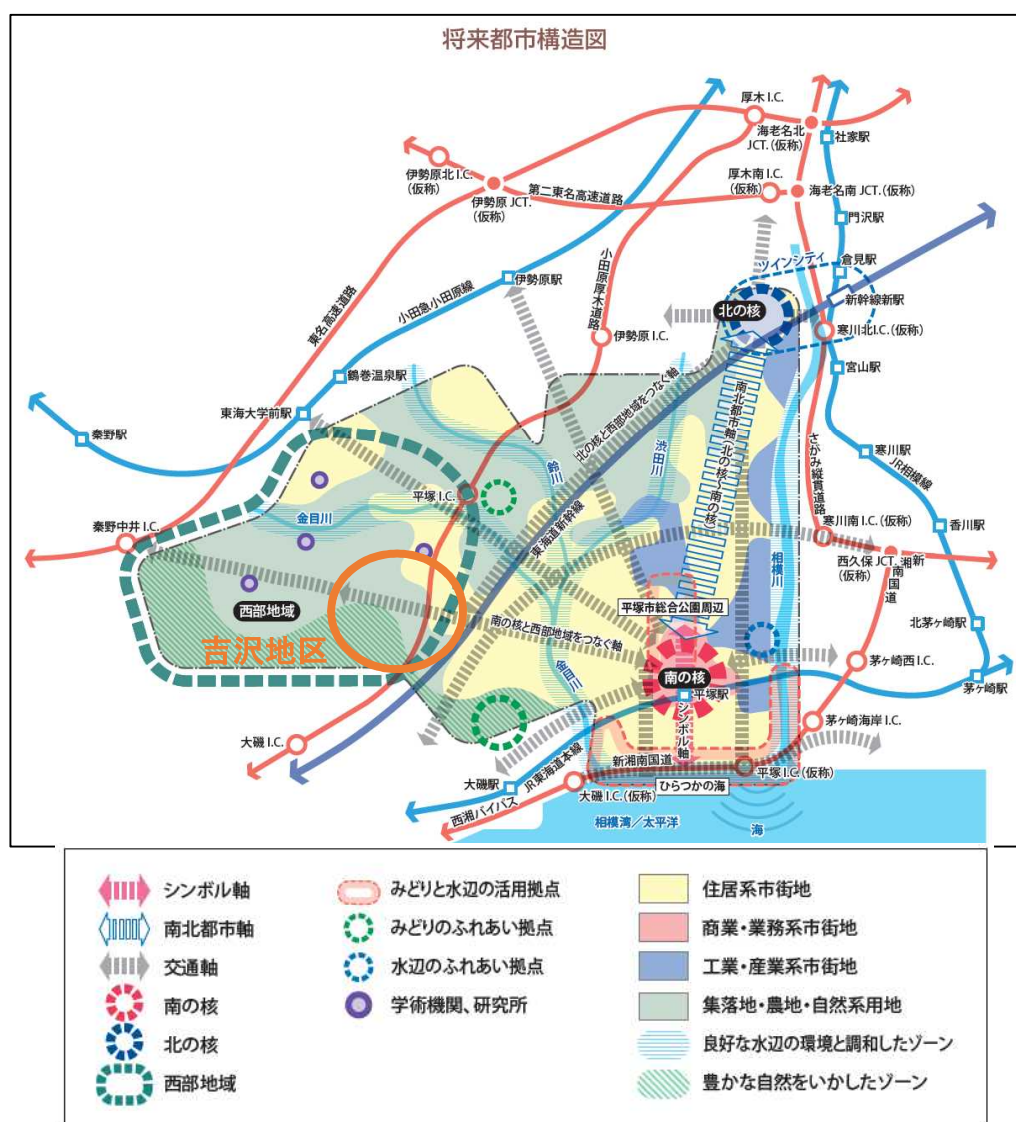 将来都市構造図
厚木I.C.
海老名北
JCT.(仮称)
社家駅
伊勢原北I.C.
(仮称)
伊勢原JCT.
(仮称)
第二東名高速道路
厚木南I.C.
(仮称)
海老名南JCT.(仮称)
門沢駅
ツインシティ
倉見駅
伊勢原駅
小田原厚木道路
小田急小田原線
東名高速道路
北の核
新幹線新駅
伊勢原I.C.
寒川北I.C.(仮称)
宮山駅
鶴巻温泉駅
東海大学前駅
秦野駅
北の核と西部地域をつなぐ軸
南北都市軸(北の核~南の核)
渋田川
鈴川
さがみ縦貫道路
寒川駅
JR相模線
平塚I.C.
金目川
東海道新幹線
秦野中井I.C.
寒川南I.C.(仮称)
香川駅
西久保JCT.
(仮称)
新湘南国道
相模川
西部地域
吉沢地区
平塚市総合公園周辺
南の核と西部地域をつなぐ軸
北茅ヶ崎駅
金目川
南の核
平塚駅
茅ヶ崎西I.C.
茅ヶ崎駅
シンボル軸
大磯I.C.
茅ヶ崎海岸I.C.
新湘南国道
JR東海道本線
大磯駅
西湘バイパス
大磯I.C.(仮称)
ひらつかの海
平塚I.C.(仮称)
相模湾/太平洋
海
シンボル軸
南北都市軸
交通軸
南の核
北の核
西部地域
みどりと水辺の活用拠点
みどりのふれあい拠点
水辺のふれあい拠点
学術機関、研究所
住居系市街地
商業・業務系市街地
工業・産業系市街地
集落地・農地・自然系用地
良好な水辺の環境と調和したゾーン
豊かな自然をいかしたゾーン